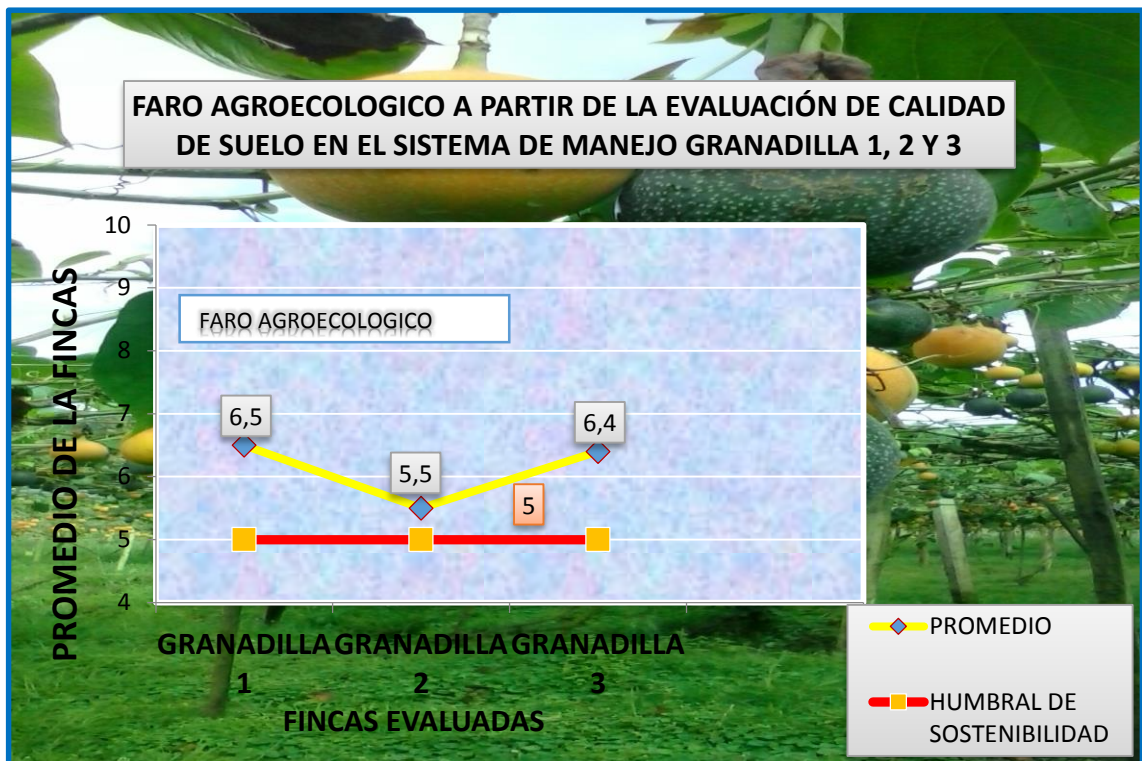 FARO AGROECOLOGICO A PARTIR DE LA EVALUACIÓN DE CALIDAD
DE SUELO EN EL SISTEMA DE MANEJO GRANADILLA 1, 2 Y 3
PROMEDIO DE LA FINCAS
10
9
8
7
6
5
4
FARO AGROECOLOGICO
6,5
5,5
6,4
5
GRANADILLA
1
GRANADILLA
2
GRANADILLA
3
FINCAS EVALUADAS
PROMEDIO
HUMBRAL DE
SOSTENIBILIDAD